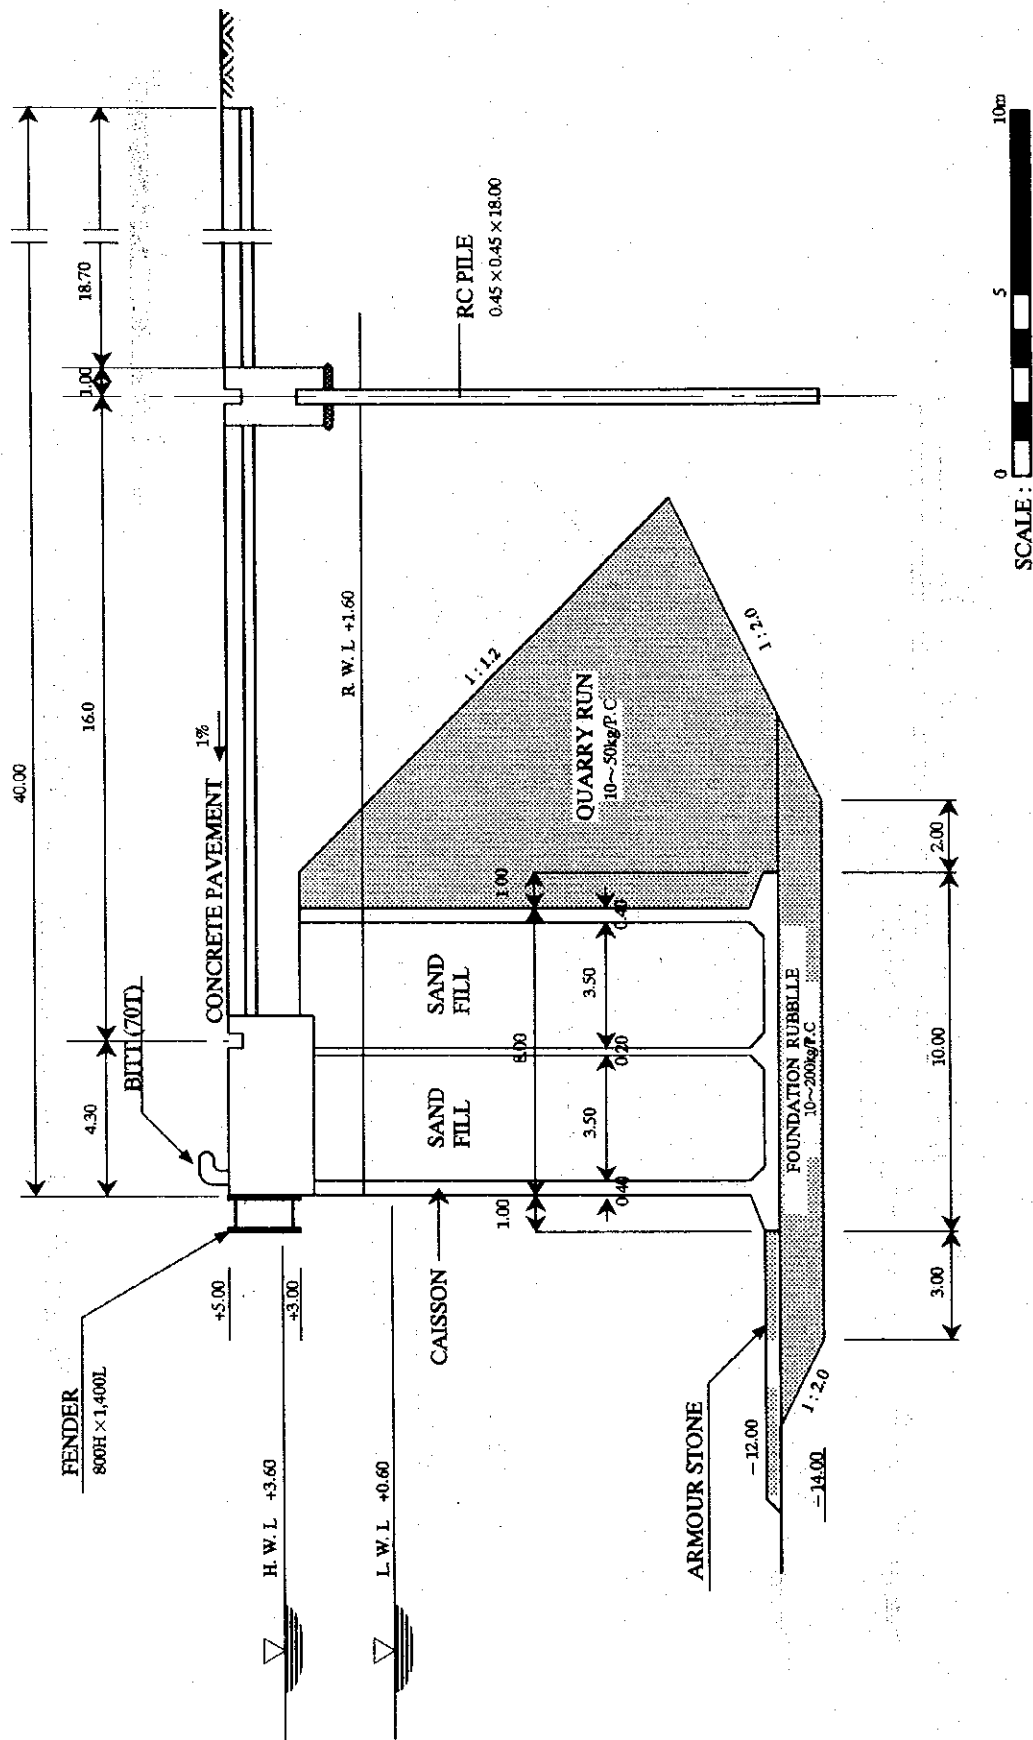 40.00
4.30
16.0
1.00
18.70
BITT (70T)
CONCRETE PAVEMENT
1%
FENDER
800H×1,400L
+5.00
+3.00
H. W. L +3.60
L. W. L +0.60
R. W. L +1.60
RC PILE
0.45×0.45×18.00
CAISSON
SAND
FILL
SAND
FILL
1.00
8.00
1.00
0.40
3.50
0.20
3.50
0.40
1:1.2
QUARRY RUN
10~50kg/P.C
1:2.0
ARMOUR STONE
−12.00
−14.00
1:2.0
FOUNDATION RUBBLLE
10~200kg/P.C
3.00
10.00
2.00
SCALE :
0 5 10m